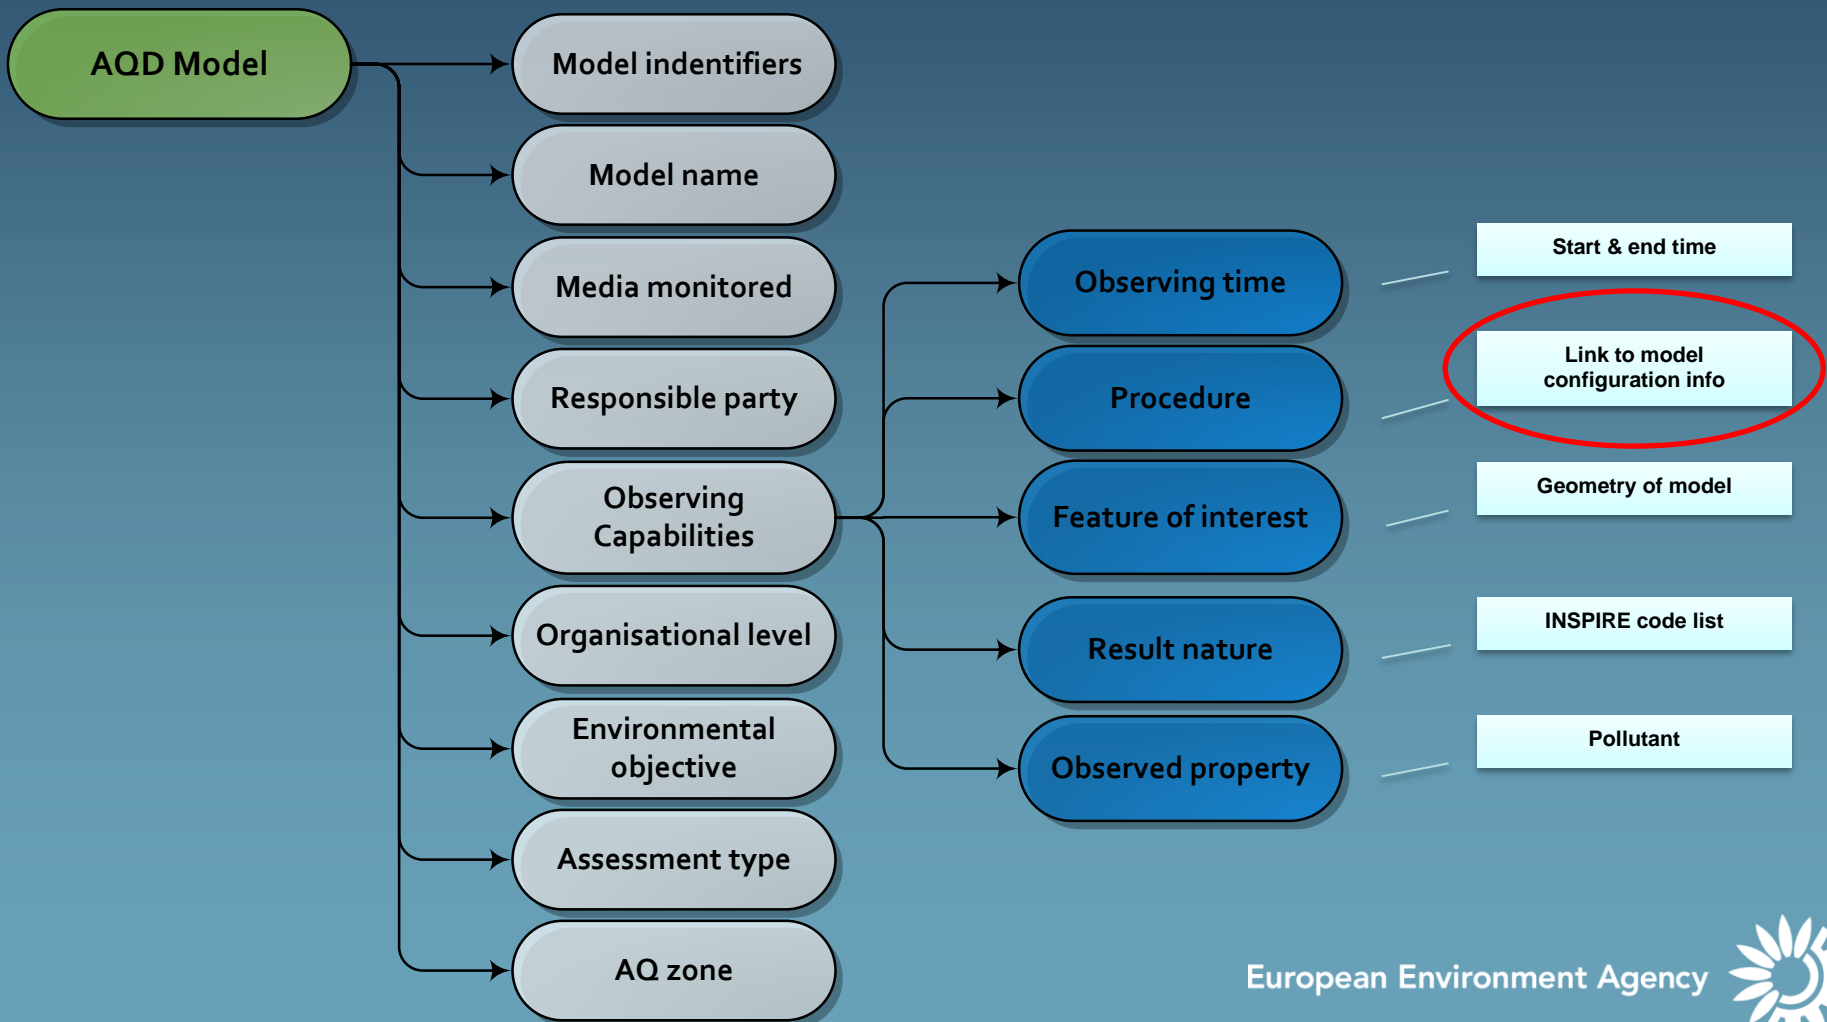 AQD Model
Model indentifiers
Model name
Media monitored
Responsible party
Observing
Capabilities
Organisational level
Environmental
objective
Assessment type
AQ zone
Observing time
Procedure
Feature of interest
Result nature
Observed property
Start & end time
Link to model
configuration info
Geometry of model
INSPIRE code list
Pollutant
European Environment Agency